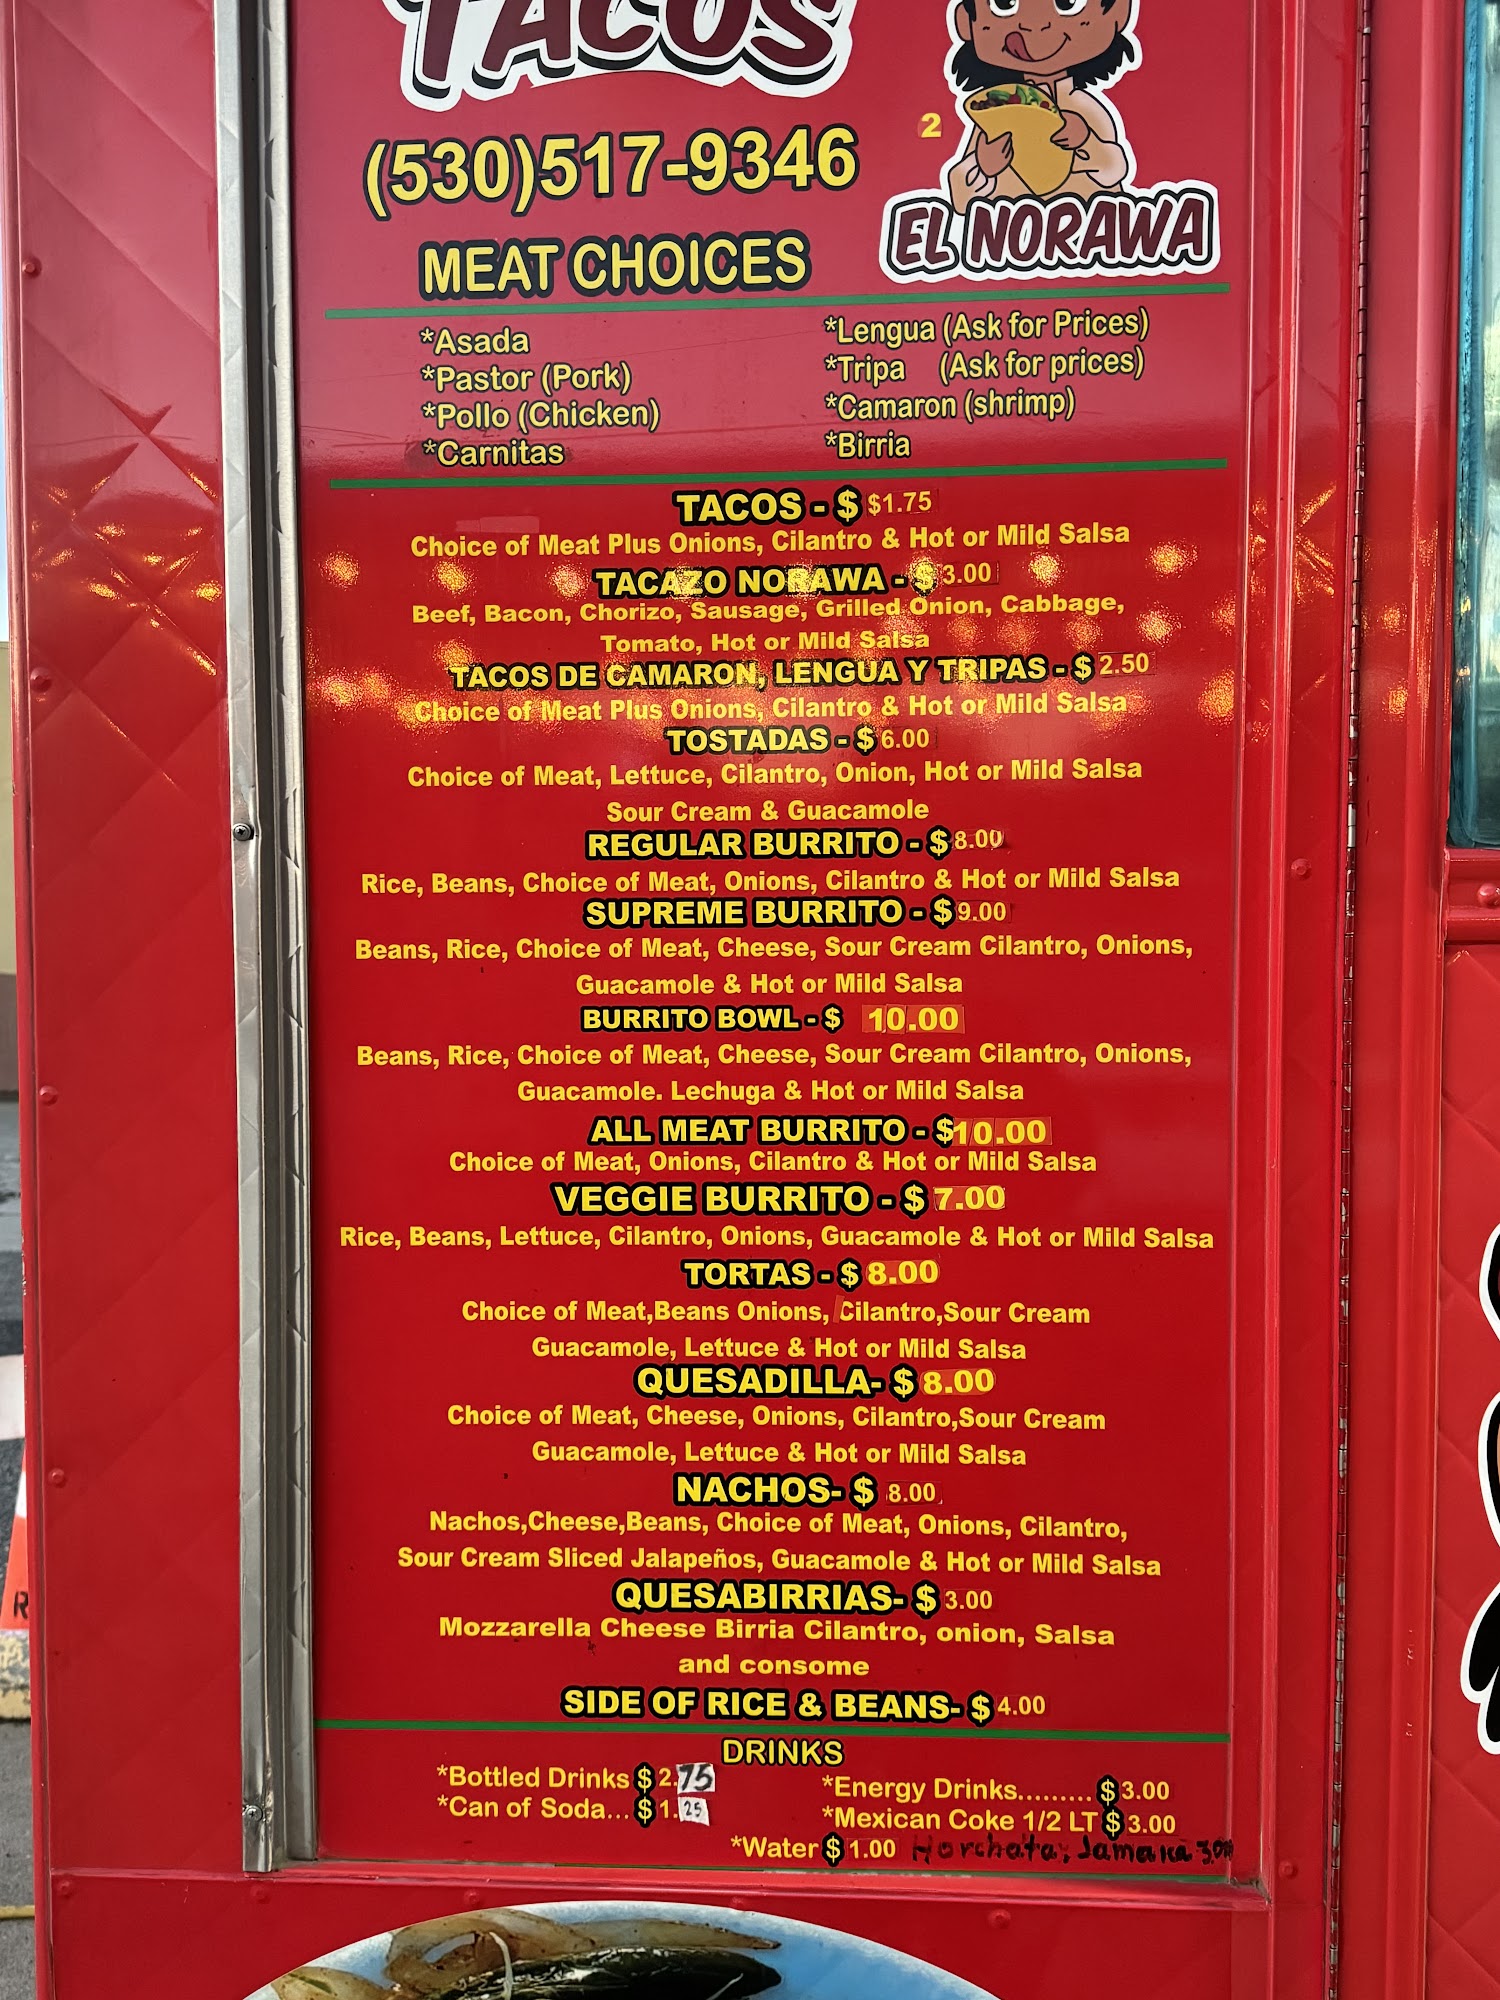 TACOS
(530)517-9346
2
EL NORAWA
MEAT CHOICES
*Asada
*Pastor (Pork)
*Pollo (Chicken)
*Carnitas
*Lengua (Ask for Prices)
*Tripa (Ask for prices)
*Camaron (shrimp)
*Birria
TACOS - $ $1.75
Choice of Meat Plus Onions, Cilantro & Hot or Mild Salsa
TACAZO NORAWA - $ 3.00
Beef, Bacon, Chorizo, Sausage, Grilled Onion, Cabbage,
Tomato, Hot or Mild Salsa
TACOS DE CAMARON, LENGUA Y TRIPAS - $ 2.50
Choice of Meat Plus Onions, Cilantro & Hot or Mild Salsa
TOSTADAS - $ 6.00
Choice of Meat, Lettuce, Cilantro, Onion, Hot or Mild Salsa
Sour Cream & Guacamole
REGULAR BURRITO - $ 8.00
Rice, Beans, Choice of Meat, Onions, Cilantro & Hot or Mild Salsa
SUPREME BURRITO - $ 9.00
Beans, Rice, Choice of Meat, Cheese, Sour Cream Cilantro, Onions,
Guacamole & Hot or Mild Salsa
BURRITO BOWL - $ 10.00
Beans, Rice, Choice of Meat, Cheese, Sour Cream Cilantro, Onions,
Guacamole. Lechuga & Hot or Mild Salsa
ALL MEAT BURRITO - $10.00
Choice of Meat, Onions, Cilantro & Hot or Mild Salsa
VEGGIE BURRITO - $ 7.00
Rice, Beans, Lettuce, Cilantro, Onions, Guacamole & Hot or Mild Salsa
TORTAS - $ 8.00
Choice of Meat,Beans Onions, Cilantro,Sour Cream
Guacamole, Lettuce & Hot or Mild Salsa
QUESADILLA- $ 8.00
Choice of Meat, Cheese, Onions, Cilantro,Sour Cream
Guacamole, Lettuce & Hot or Mild Salsa
NACHOS- $ 8.00
Nachos,Cheese,Beans, Choice of Meat, Onions, Cilantro,
Sour Cream Sliced Jalapeños, Guacamole & Hot or Mild Salsa
QUESABIRRIAS- $ 3.00
Mozzarella Cheese Birria Cilantro, onion, Salsa
and consome
SIDE OF RICE & BEANS- $ 4.00
DRINKS
*Bottled Drinks $ 2.75
*Can of Soda... $ 1.25
*Energy Drinks......... $ 3.00
*Mexican Coke 1/2 LT $ 3.00
*Water $ 1.00 Horchata, Jamaica 3.00
R